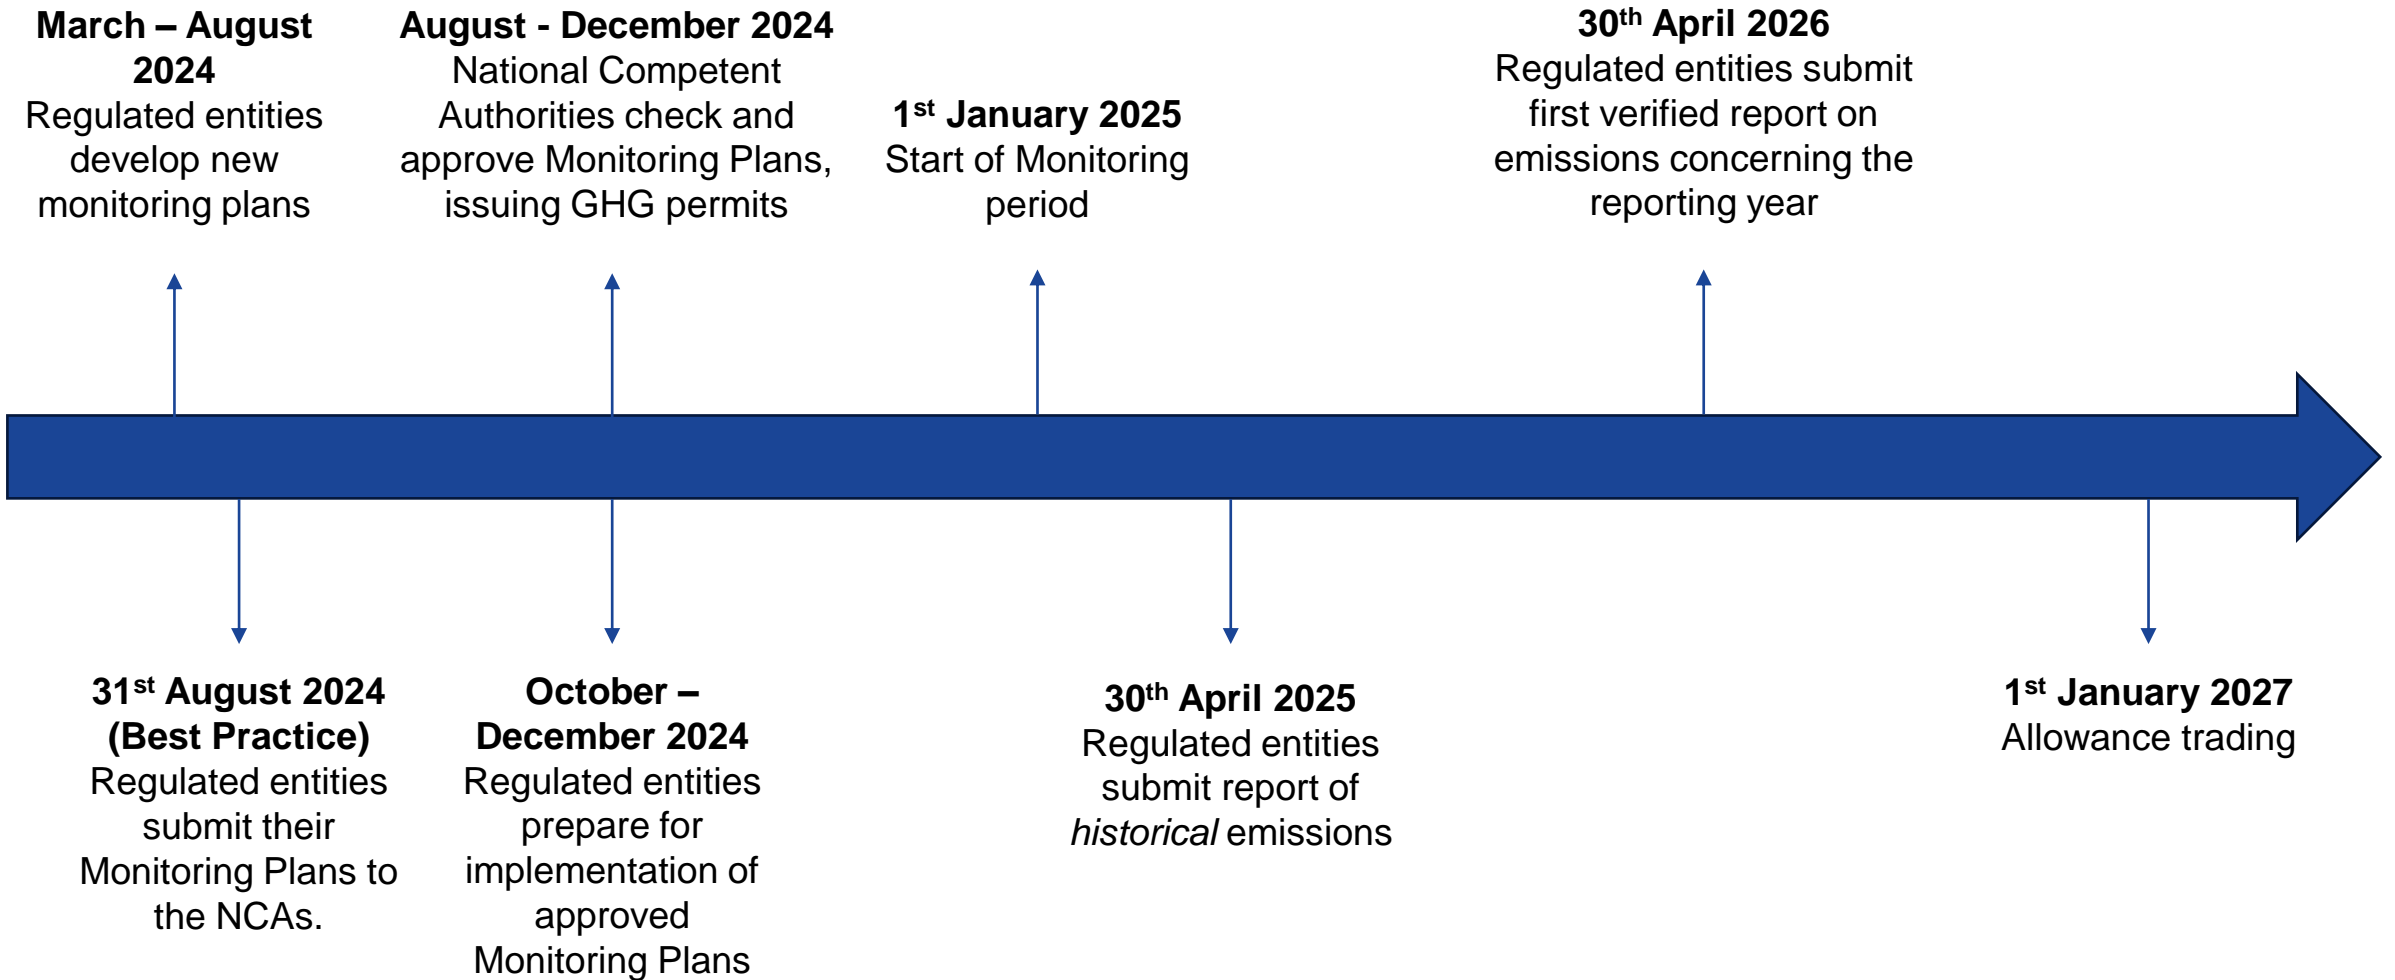 March – August
2024
Regulated entities
develop new
monitoring plans
August - December 2024
National Competent
Authorities check and
approve Monitoring Plans,
issuing GHG permits
1st January 2025
Start of Monitoring
period
30th April 2026
Regulated entities submit
first verified report on
emissions concerning the
reporting year
31st August 2024
(Best Practice)
Regulated entities
submit their
Monitoring Plans to
the NCAs.
October –
December 2024
Regulated entities
prepare for
implementation of
approved
Monitoring Plans
30th April 2025
Regulated entities
submit report of
historical emissions
1st January 2027
Allowance trading